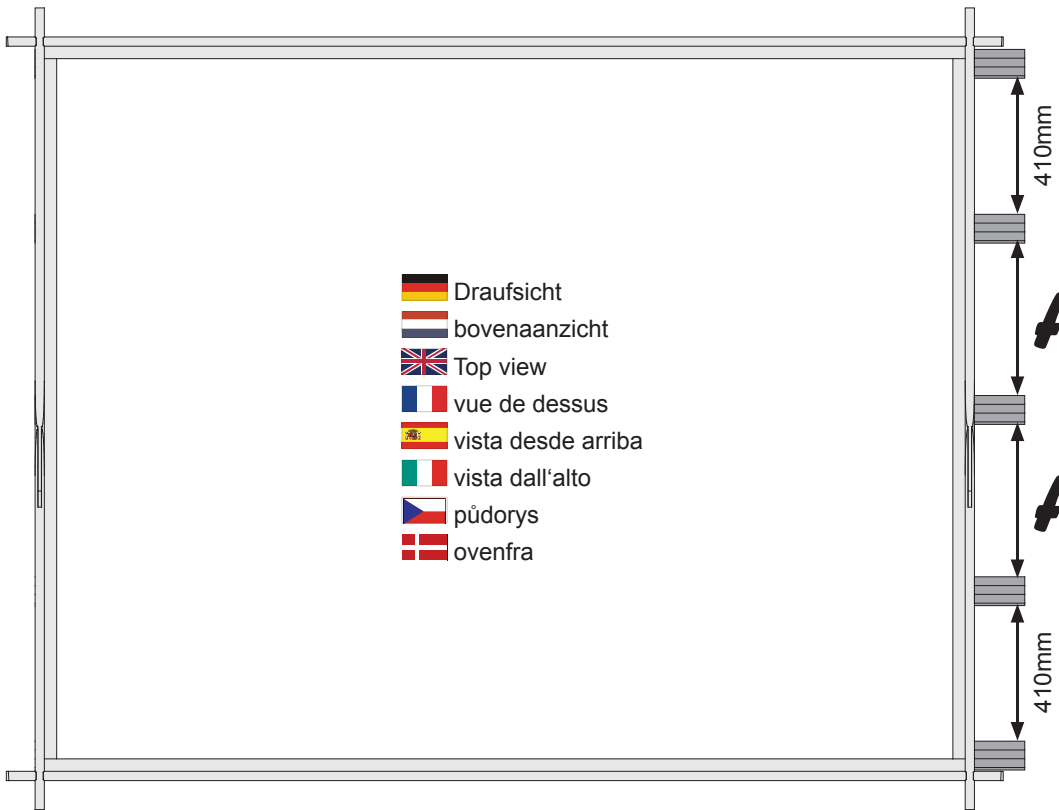 410mm
Draufsicht
bovenaanzicht
Top view
vue de dessus
vista desde arriba
vista dall‘alto
půdorys
ovenfra
410mm